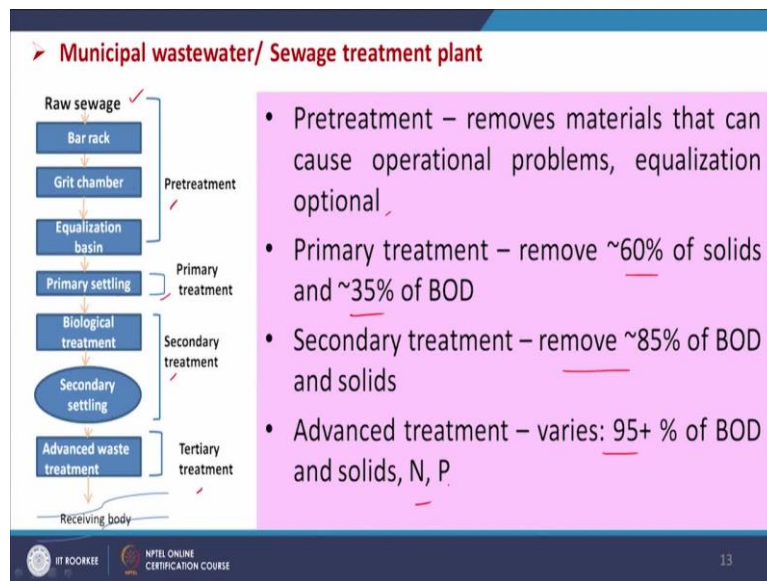 Municipal wastewater/ Sewage treatment plant
Raw sewage
Bar rack
Grit chamber
Equalization
basin
Pretreatment
Primary settling
Primary
treatment
Biological
treatment
Secondary
settling
Secondary
treatment
Advanced waste
treatment
Tertiary
treatment
Receiving body
• Pretreatment – removes materials that can
cause operational problems, equalization
optional
• Primary treatment – remove ~60% of solids
and ~35% of BOD
• Secondary treatment – remove ~85% of BOD
and solids
• Advanced treatment – varies: 95+ % of BOD
and solids, N, P
IIT ROORKEE
NPTEL ONLINE
CERTIFICATION COURSE
13